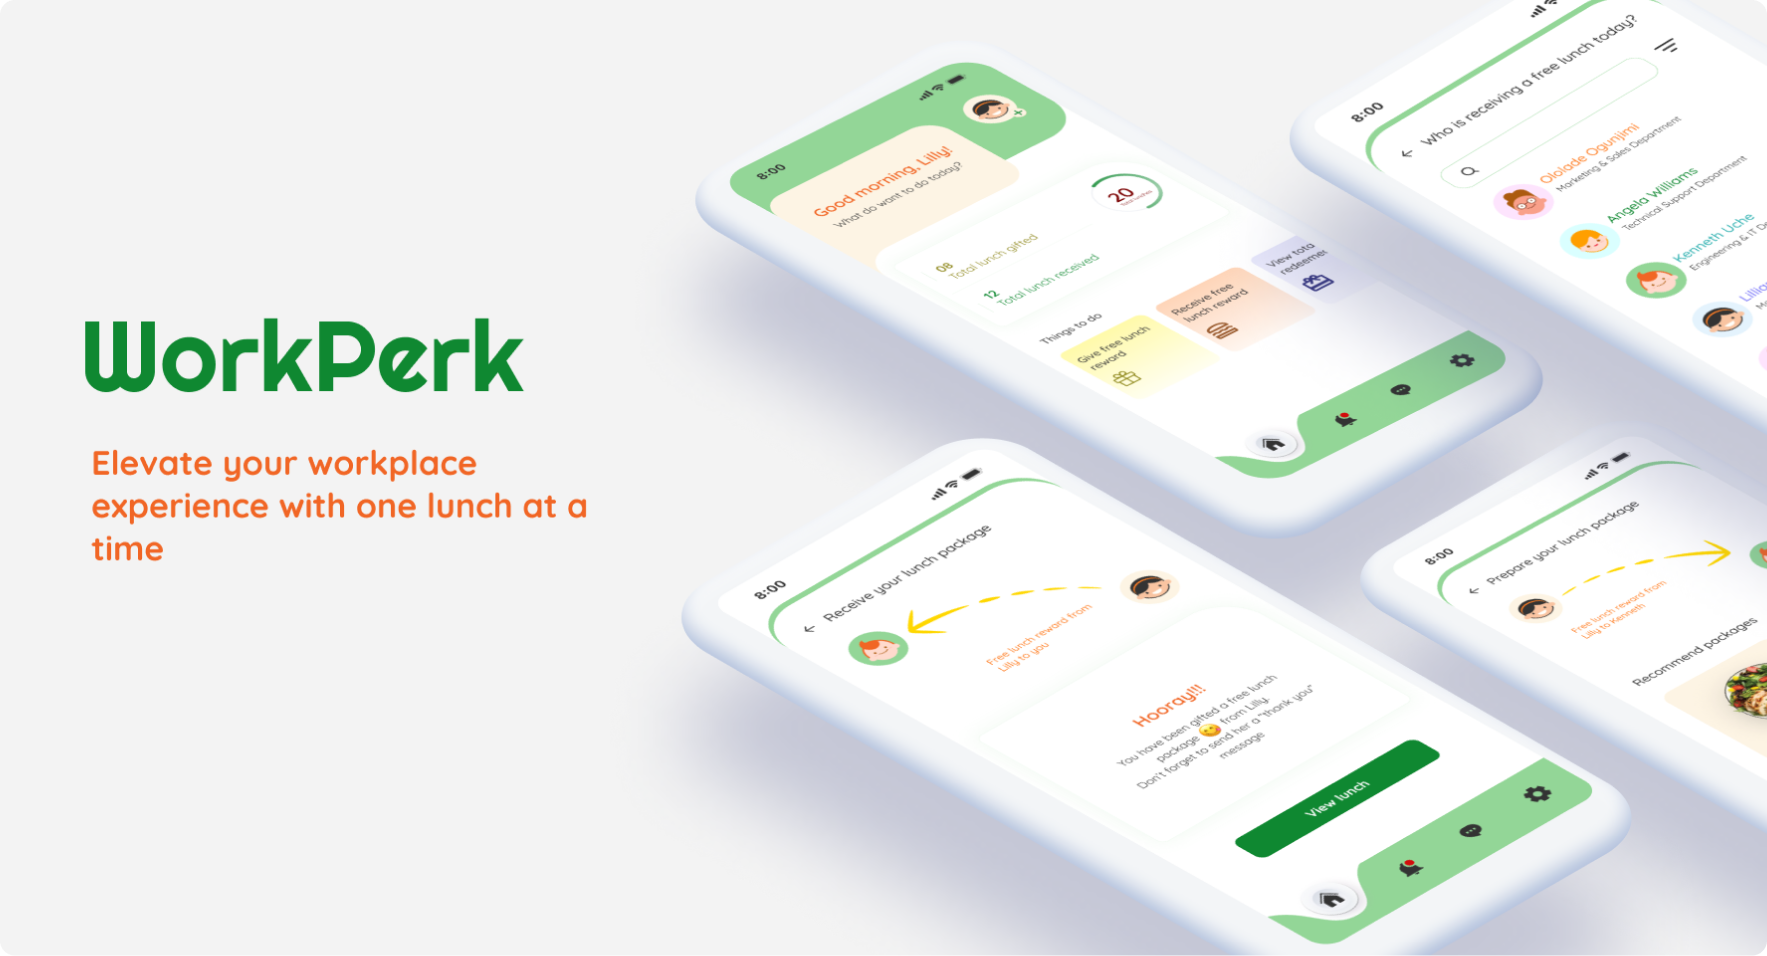 WorkPerk
Elevate your workplace
experience with one lunch at a
time
8:00
Good morning, Lilly!
What do want to do today?
20
08
Total lunch gifted
12
Total lunch received
Things to do
Give free lunch
reward
Receive free
lunch reward
View tota
redeemed
8:00
Who is receiving a free lunch today?
Ololade Ogunjimi
Marketing & Sales Department
Angela Williams
Technical Support Department
Kenneth Uche
Engineering & IT
8:00
Receive your lunch package
Free lunch reward from
Lilly to you
Hooray!!!
You have been gifted a free lunch
package 😋 from Lilly.
Don't forget to send her a "thank you"
message
View lunch
8:00
Prepare your lunch package
Free lunch reward from
Lilly to Kenneth
Recommend packages